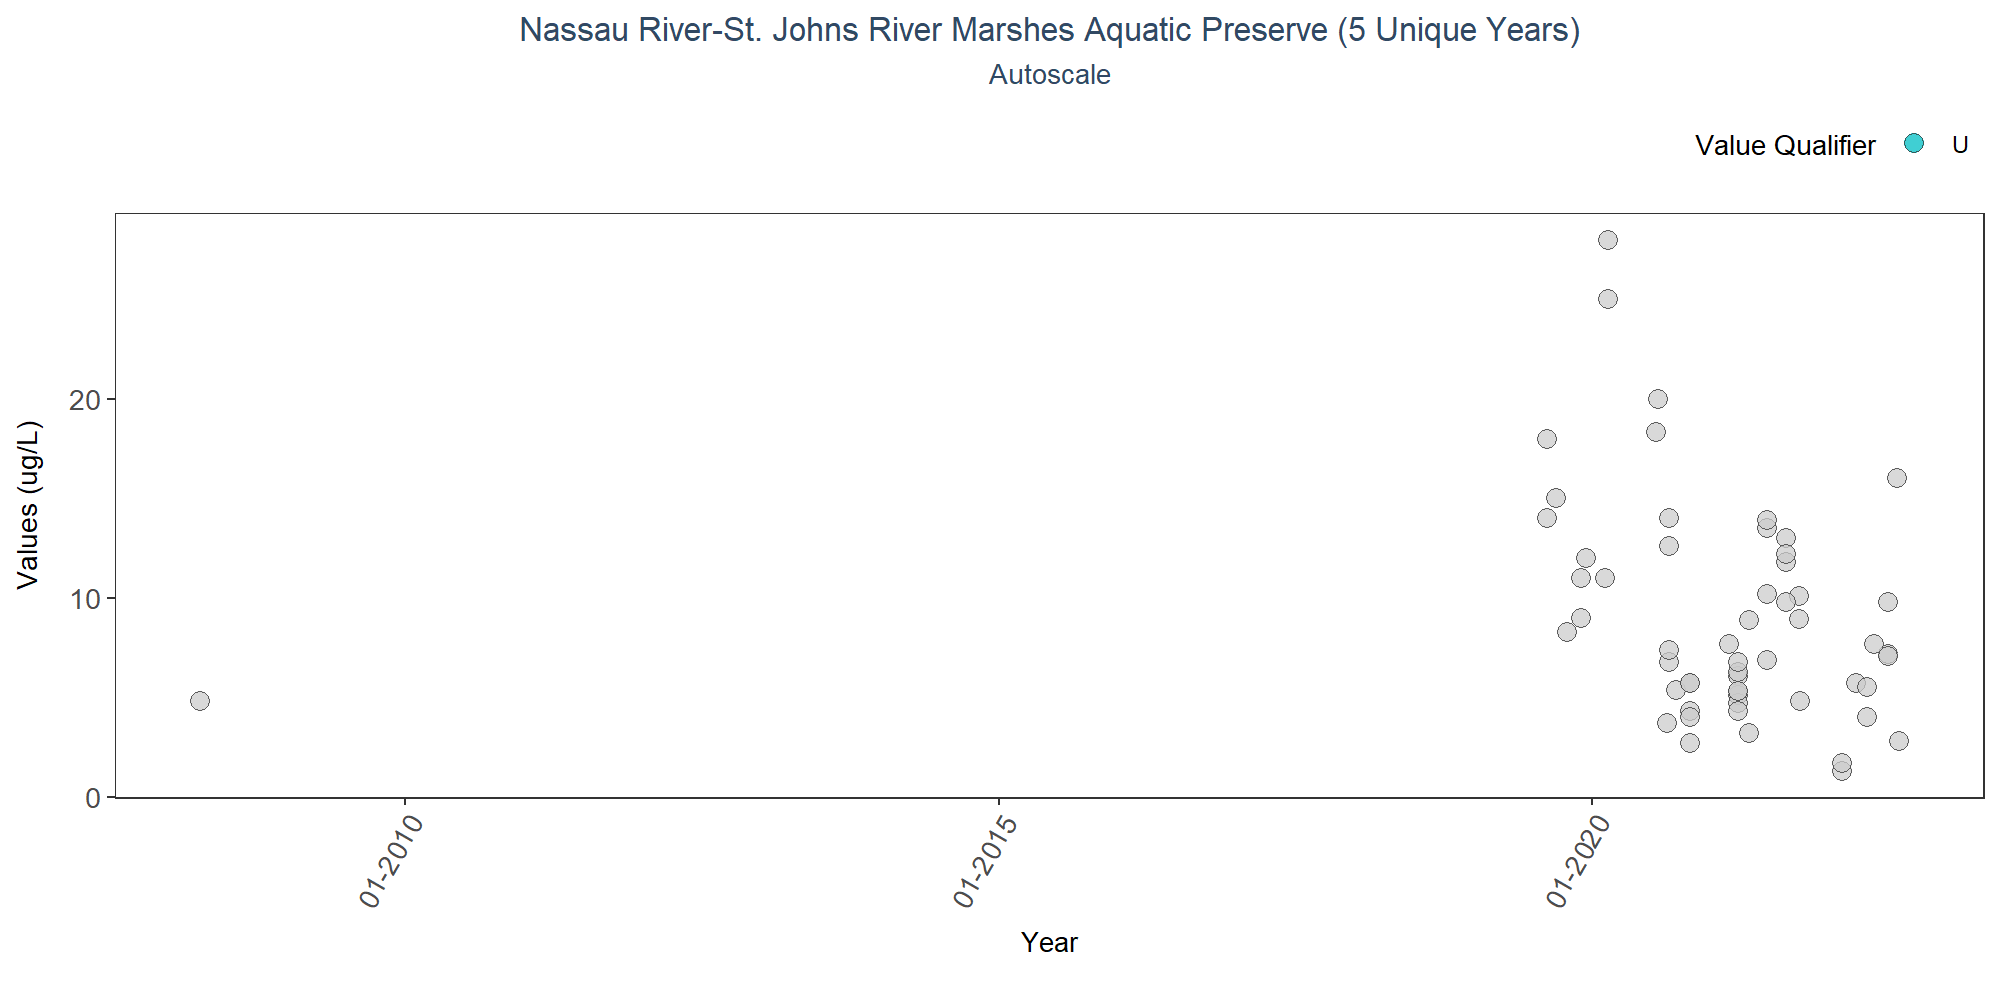 Nassau River-St. Johns River Marshes Aquatic Preserve (5 Unique Years)
Autoscale
Value Qualifier U
Values (ug/L)
20
10
0
01-2010
01-2015
01-2020
Year